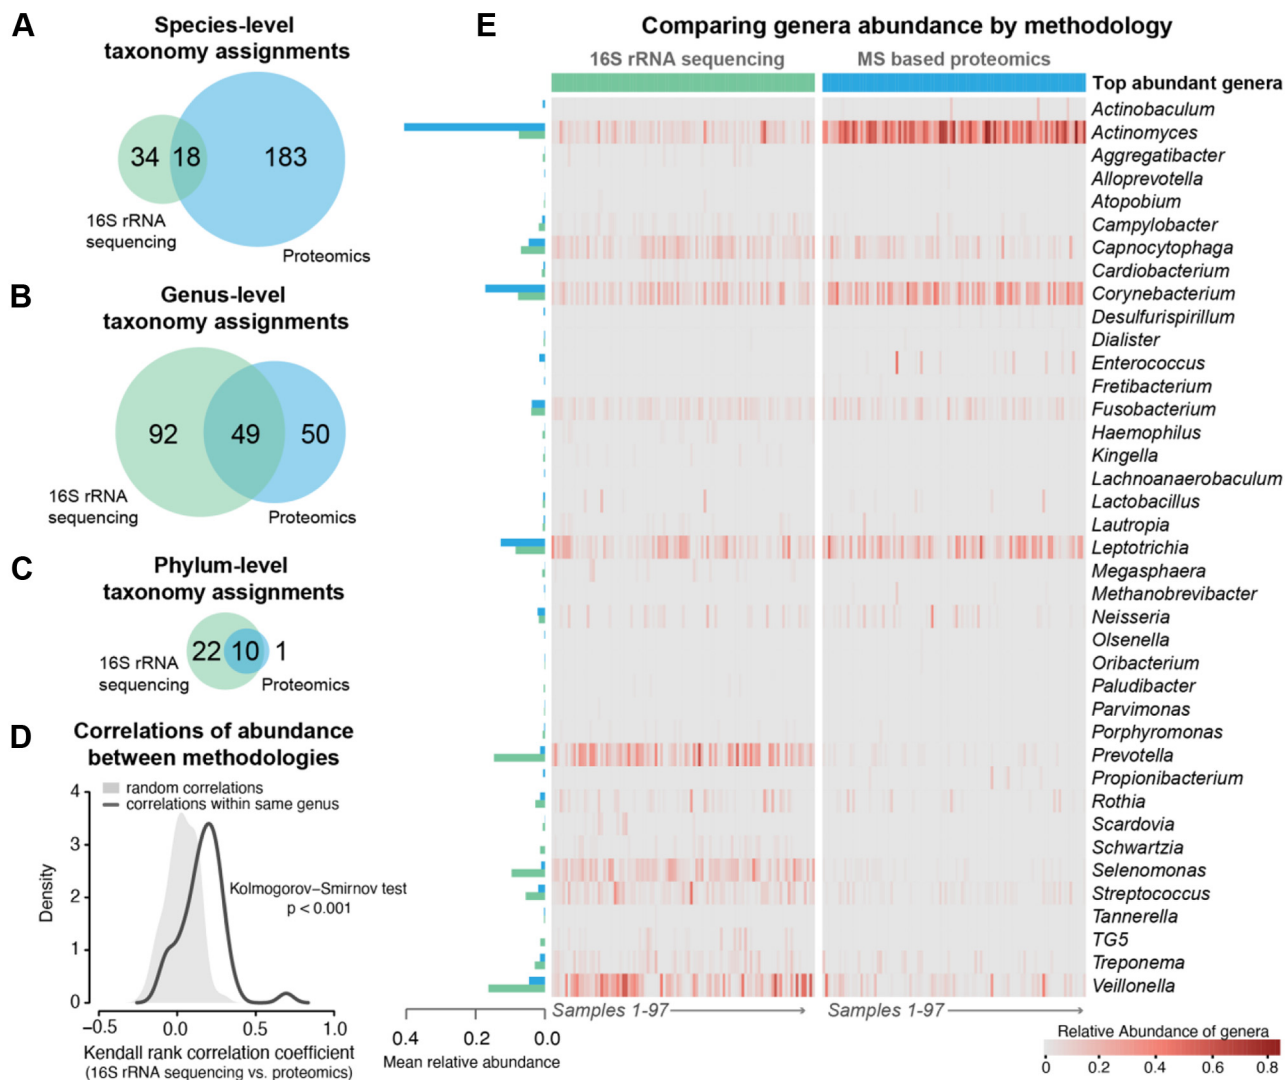 A
Species-level
taxonomy assignments
34
18
183
16S rRNA
sequencing
Proteomics
B
Genus-level
taxonomy assignments
92
49
50
16S rRNA
sequencing
Proteomics
C
Phylum-level
taxonomy assignments
22
10
1
16S rRNA
sequencing
Proteomics
D
Correlations of abundance
between methodologies
random correlations
correlations within same genus
4
3
2
1
0
Density
Kolmogorov–Smirnov test
p < 0.001
−0.5
0.0
0.5
1.0
Kendall rank correlation coefficient
(16S rRNA sequencing vs. proteomics)
E
Comparing genera abundance by methodology
16S rRNA sequencing
MS based proteomics
Top abundant genera
Actinobaculum
Actinomyces
Aggregatibacter
Alloprevotella
Atopobium
Campylobacter
Capnocytophaga
Cardiobacterium
Corynebacterium
Desulfurispirillum
Dialister
Enterococcus
Fretibacterium
Fusobacterium
Haemophilus
Kingella
Lachnoanaerobaculum
Lactobacillus
Lautropia
Leptotrichia
Megasphaera
Methanobrevibacter
Neisseria
Olsenella
Oribacterium
Paludibacter
Parvimonas
Porphyromonas
Prevotella
Propionibacterium
Rothia
Scardovia
Schwartzia
Selenomonas
Streptococcus
Tannerella
TG5
Treponema
Veillonella
Samples 1-97
Samples 1-97
0.4
0.2
0.0
Mean relative abundance
Relative Abundance of genera
0
0.2
0.4
0.6
0.8